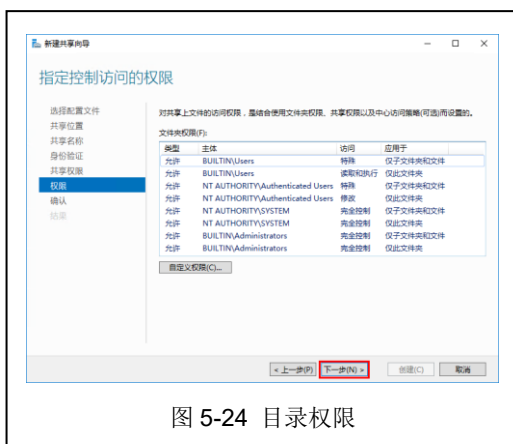 新建共享向导
指定控制访问的权限
选择配置文件
共享位置
共享名称
身份验证
共享权限
权限
确认
结果
对共享上文件的访问权限，是结合使用文件夹权限、共享权限以及中心访问策略(可选)而设置的。
文件夹权限(F):
类型 主体 访问 应用于
允许 BUILTIN\Users 特殊 仅子文件夹和文件
允许 BUILTIN\Users 读取和执行 仅此文件夹
允许 NT AUTHORITY\Authenticated Users 特殊 仅子文件夹和文件
允许 NT AUTHORITY\Authenticated Users 修改 仅此文件夹
允许 NT AUTHORITY\SYSTEM 完全控制 仅子文件夹和文件
允许 NT AUTHORITY\SYSTEM 完全控制 仅此文件夹
允许 BUILTIN\Administrators 完全控制 仅子文件夹和文件
允许 BUILTIN\Administrators 完全控制 仅此文件夹
自定义权限(C)...
< 上一步(P) 下一步(N) > 创建(C) 取消
图 5-24 目录权限